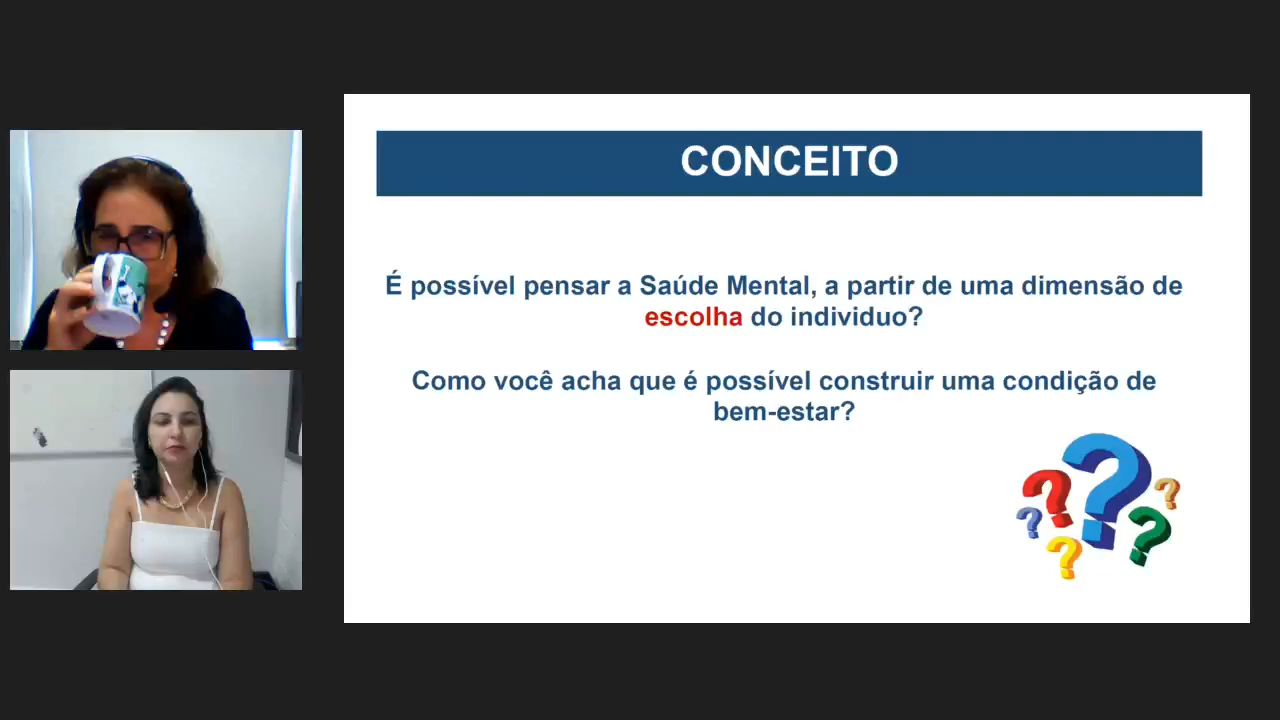 CONCEITO
É possível pensar a Saúde Mental, a partir de uma dimensão de
escolha do individuo?
Como você acha que é possível construir uma condição de
bem-estar?